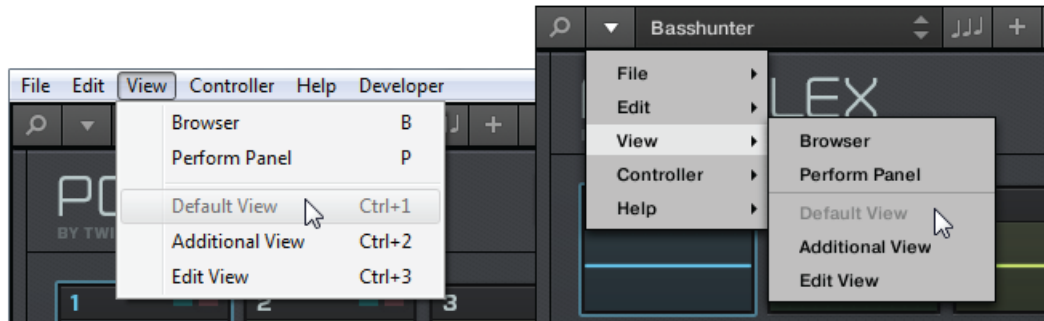 File Edit View Controller Help Developer
Browser B
Perform Panel P
Default View Ctrl+1
Additional View Ctrl+2
Edit View Ctrl+3
BY TWI
1 2 3
Basshunter
File
Edit
View
Controller
Help
LEX
Browser
Perform Panel
Default View
Additional View
Edit View